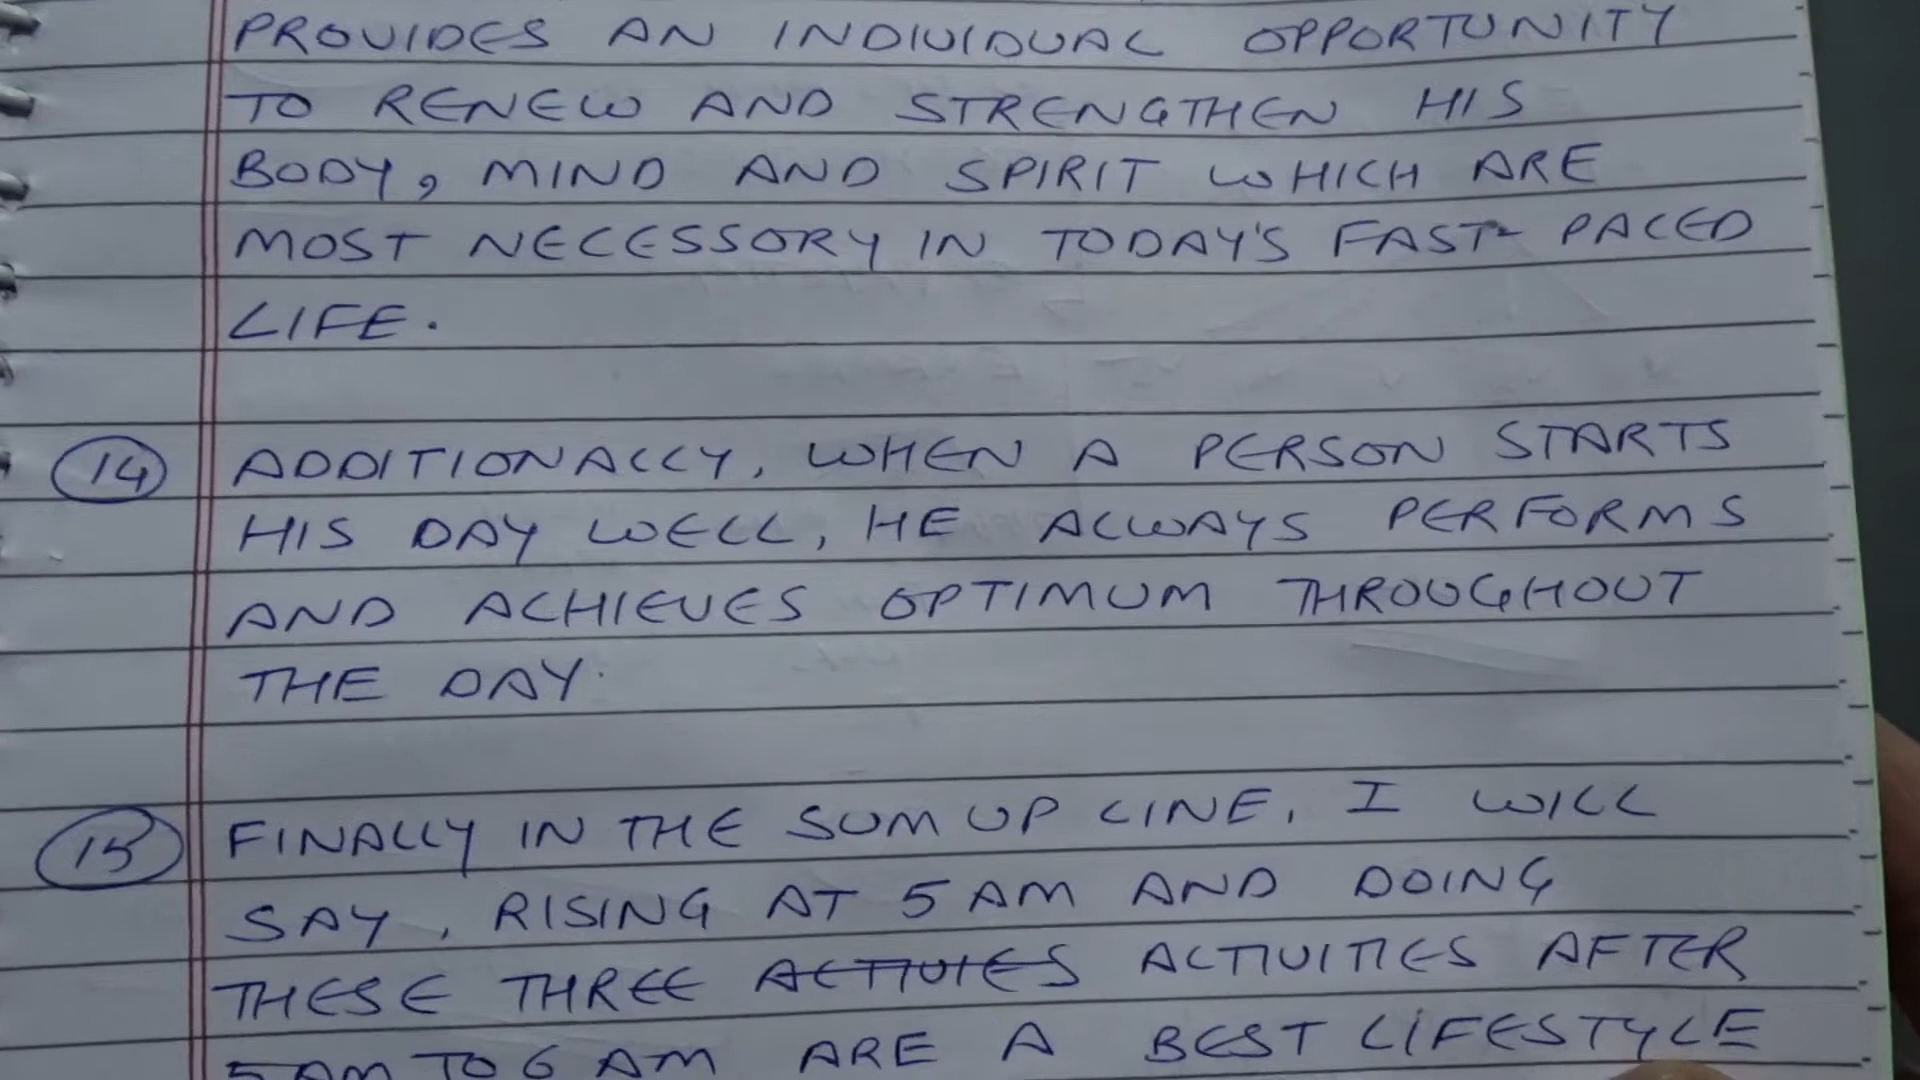 PROVIDES AN INDIVIDUAL OPPORTUNITY
TO RENEW AND STRENGTHEN HIS
BODY, MIND AND SPIRIT WHICH ARE
MOST NECESSORY IN TODAY'S FAST- PACED
LIFE.
14 ADDITIONALLY, WHEN A PERSON STARTS
HIS DAY WELL, HE ALWAYS PERFORMS
AND ACHIEVES OPTIMUM THROUGHOUT
THE DAY.
15 FINALLY IN THE SUM UP LINE, I WILL
SAY, RISING AT 5 AM AND DOING
THESE THREE ACTIVIES ACTIVITIES AFTER
5 AM TO 6 AM ARE A BEST LIFESTYLE